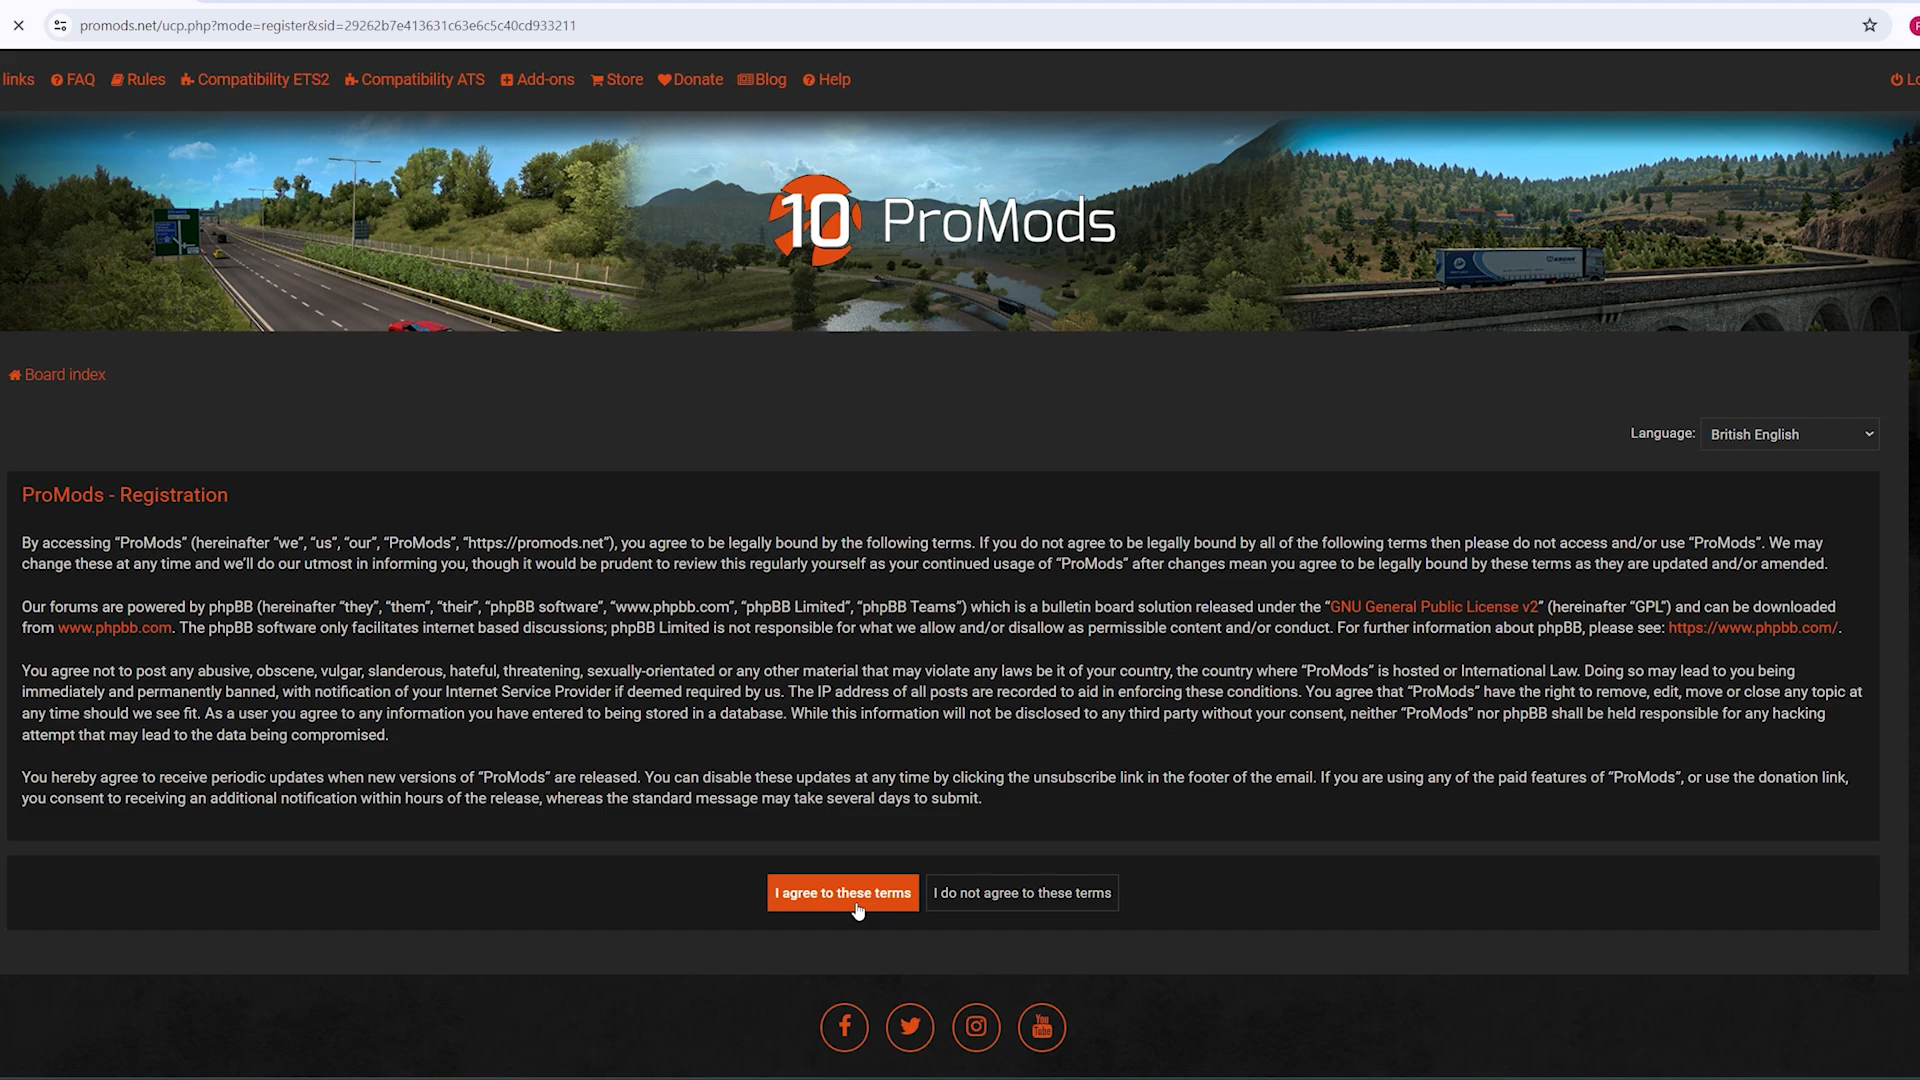 promods.net/ucp.php?mode=register&sid=29262b7e413631c63e6c5c40cd933211
links FAQ Rules Compatibility ETS2 Compatibility ATS Add-ons Store Donate Blog Help Lo
10 ProMods
Board index
Language: British English
ProMods - Registration
By accessing “ProMods” (hereinafter “we”, “us”, “our”, “ProMods”, “https://promods.net”), you agree to be legally bound by the following terms. If you do not agree to be legally bound by all of the following terms then please do not access and/or use “ProMods”. We may
change these at any time and we’ll do our utmost in informing you, though it would be prudent to review this regularly yourself as your continued usage of “ProMods” after changes mean you agree to be legally bound by these terms as they are updated and/or amended.
Our forums are powered by phpBB (hereinafter “they”, “them”, “their”, “phpBB software”, “www.phpbb.com”, “phpBB Limited”, “phpBB Teams”) which is a bulletin board solution released under the “GNU General Public License v2” (hereinafter “GPL”) and can be downloaded
from www.phpbb.com. The phpBB software only facilitates internet based discussions; phpBB Limited is not responsible for what we allow and/or disallow as permissible content and/or conduct. For further information about phpBB, please see: https://www.phpbb.com/.
You agree not to post any abusive, obscene, vulgar, slanderous, hateful, threatening, sexually-orientated or any other material that may violate any laws be it of your country, the country where “ProMods” is hosted or International Law. Doing so may lead to you being
immediately and permanently banned, with notification of your Internet Service Provider if deemed required by us. The IP address of all posts are recorded to aid in enforcing these conditions. You agree that “ProMods” have the right to remove, edit, move or close any topic at
any time should we see fit. As a user you agree to any information you have entered to being stored in a database. While this information will not be disclosed to any third party without your consent, neither “ProMods” nor phpBB shall be held responsible for any hacking
attempt that may lead to the data being compromised.
You hereby agree to receive periodic updates when new versions of “ProMods” are released. You can disable these updates at any time by clicking the unsubscribe link in the footer of the email. If you are using any of the paid features of “ProMods”, or use the donation link,
you consent to receiving an additional notification within hours of the release, whereas the standard message may take several days to submit.
I agree to these terms I do not agree to these terms
You
Tube